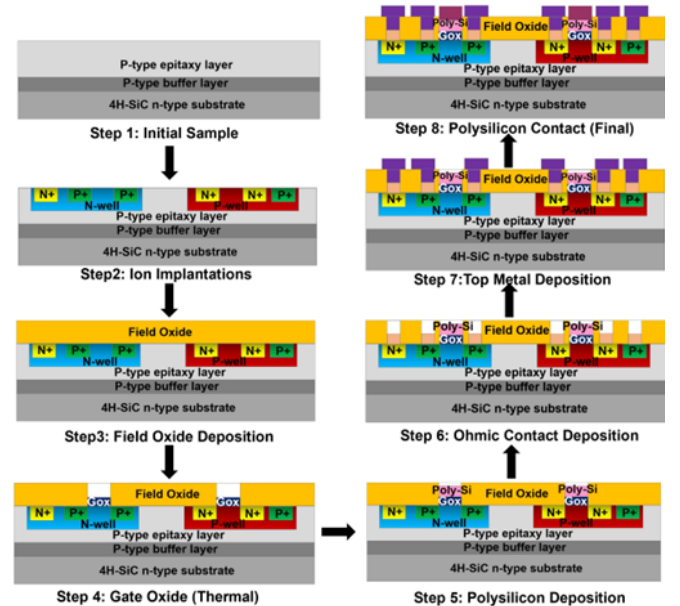 P-type epitaxy layer
P-type buffer layer
4H-SiC n-type substrate
Step 1: Initial Sample
N+ P+ P+ P+ N+ N+ P+
N-well P-well
P-type epitaxy layer
P-type buffer layer
4H-SiC n-type substrate
Step2: Ion Implantations
Field Oxide
N+ P+ P+ P+ N+ N+ P+
N-well P-well
P-type epitaxy layer
P-type buffer layer
4H-SiC n-type substrate
Step3: Field Oxide Deposition
Gox Field Oxide Gox
N+ P+ P+ N+ N+ P+
N-well P-well
P-type epitaxy layer
P-type buffer layer
4H-SiC n-type substrate
Step 4: Gate Oxide (Thermal)
Poly-Si Field Oxide Poly-Si
Gox Gox
N+ P+ P+ N+ N+ P+
N-well P-well
P-type epitaxy layer
P-type buffer layer
4H-SiC n-type substrate
Step 5: Polysilicon Deposition
Poly-Si Field Oxide Poly-Si
Gox Gox
N+ P+ P+ N+ N+ P+
N-well P-well
P-type epitaxy layer
P-type buffer layer
4H-SiC n-type substrate
Step 6: Ohmic Contact Deposition
Poly-Si Field Oxide Poly-Si
Gox Gox
N+ P+ P+ N+ N+ P+
N-well P-well
P-type epitaxy layer
P-type buffer layer
4H-SiC n-type substrate
Step 7:Top Metal Deposition
Poly-Si Field Oxide Poly-Si
Gox Gox
N+ P+ P+ N+ N+ P+
N-well P-well
P-type epitaxy layer
P-type buffer layer
4H-SiC n-type substrate
Step 8: Polysilicon Contact (Final)